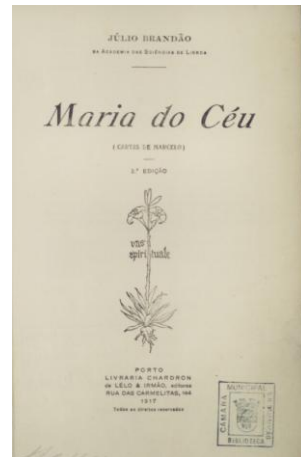 JÚLIO BRANDÃO
DA ACADEMIA DAS SCIÊNCIAS DE LISBOA
Maria do Céu
(CARTAS DE MARCELO)
3.ª EDIÇÃO
vas
spirituale
PORTO
LIVRARIA CHARDRON
de LÉLO & IRMÃO, editores
RUA DAS CARMELITAS, 144
1917
Todos os direitos reservados
CÂMARA
MUNICIPAL
BIBLIOTECA